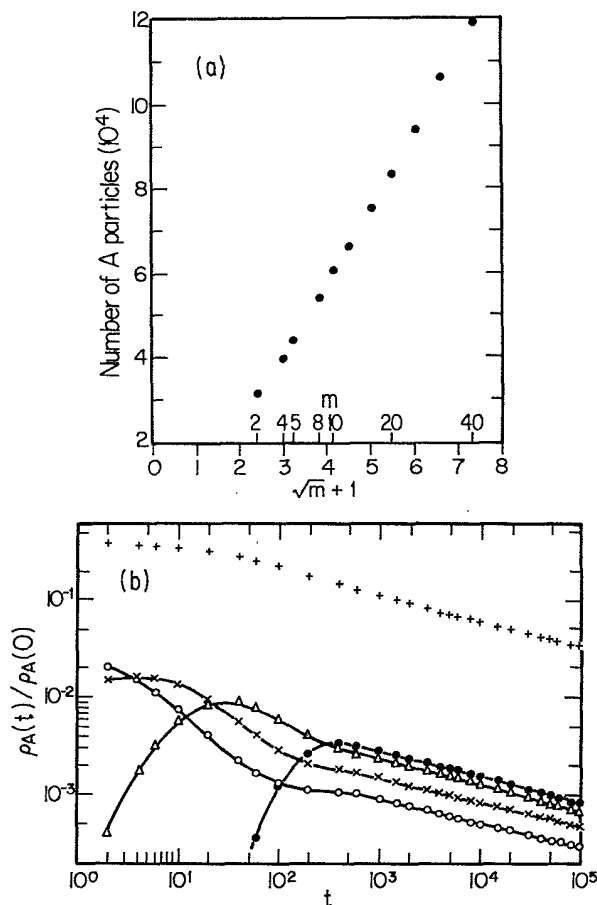 (a)
Number of A particles (10⁴)
12
10
8
6
4
2
m
2 4 5 8 10 20 40
0 1 2 3 4 5 6 7 8
√m + 1
(b)
ρA(t)/ρA(0)
10⁻¹
10⁻²
10⁻³
10⁰ 10¹ 10² 10³ 10⁴ 10⁵
t